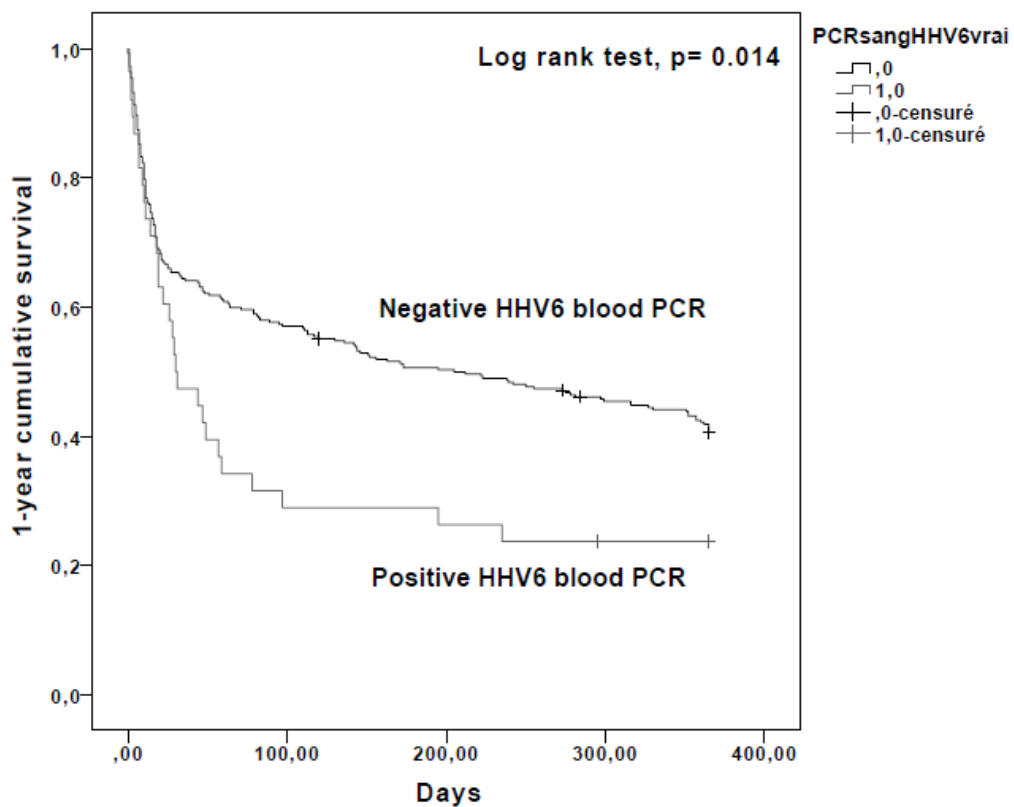 Log rank test, p= 0.014
PCRsangHHV6vrai
,0
1,0
,0-censuré
1,0-censuré
1-year cumulative survival
1,0
0,8
0,6
0,4
0,2
0,0
Negative HHV6 blood PCR
Positive HHV6 blood PCR
,00
100,00
200,00
300,00
400,00
Days